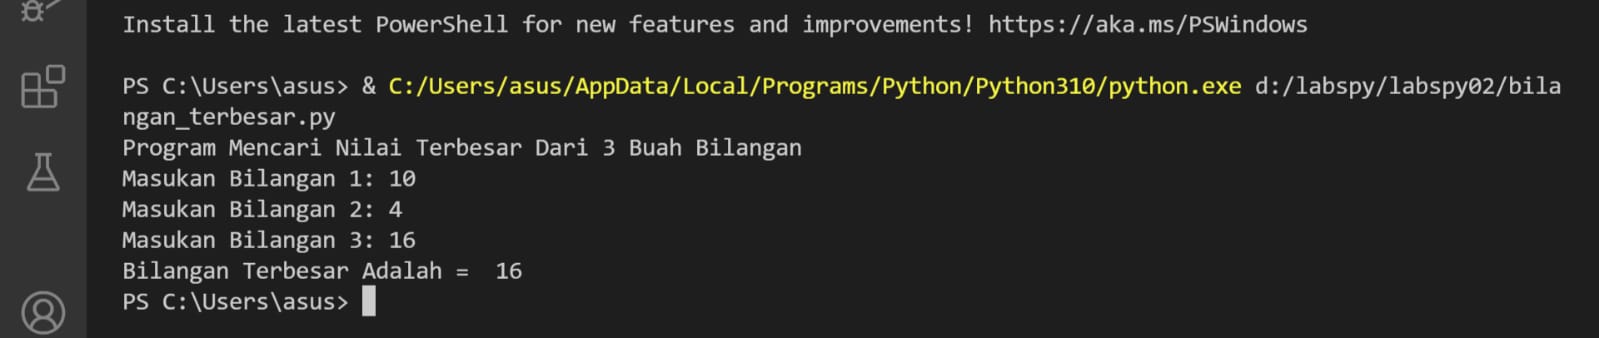 Install the latest PowerShell for new features and improvements! https://aka.ms/PSWindows
PS C:\Users\asus> & C:/Users/asus/AppData/Local/Programs/Python/Python310/python.exe d:/labspy/labspy02/bila
ngan_terbesar.py
Program Mencari Nilai Terbesar Dari 3 Buah Bilangan
Masukan Bilangan 1: 10
Masukan Bilangan 2: 4
Masukan Bilangan 3: 16
Bilangan Terbesar Adalah =  16
PS C:\Users\asus>